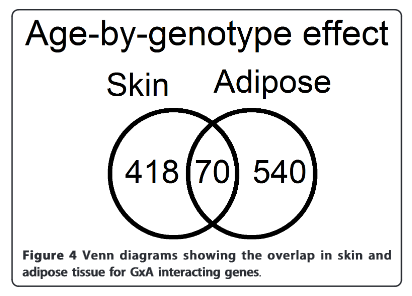 Age-by-genotype effect
Skin Adipose
418 70 540
Figure 4 Venn diagrams showing the overlap in skin and
adipose tissue for GxA interacting genes.